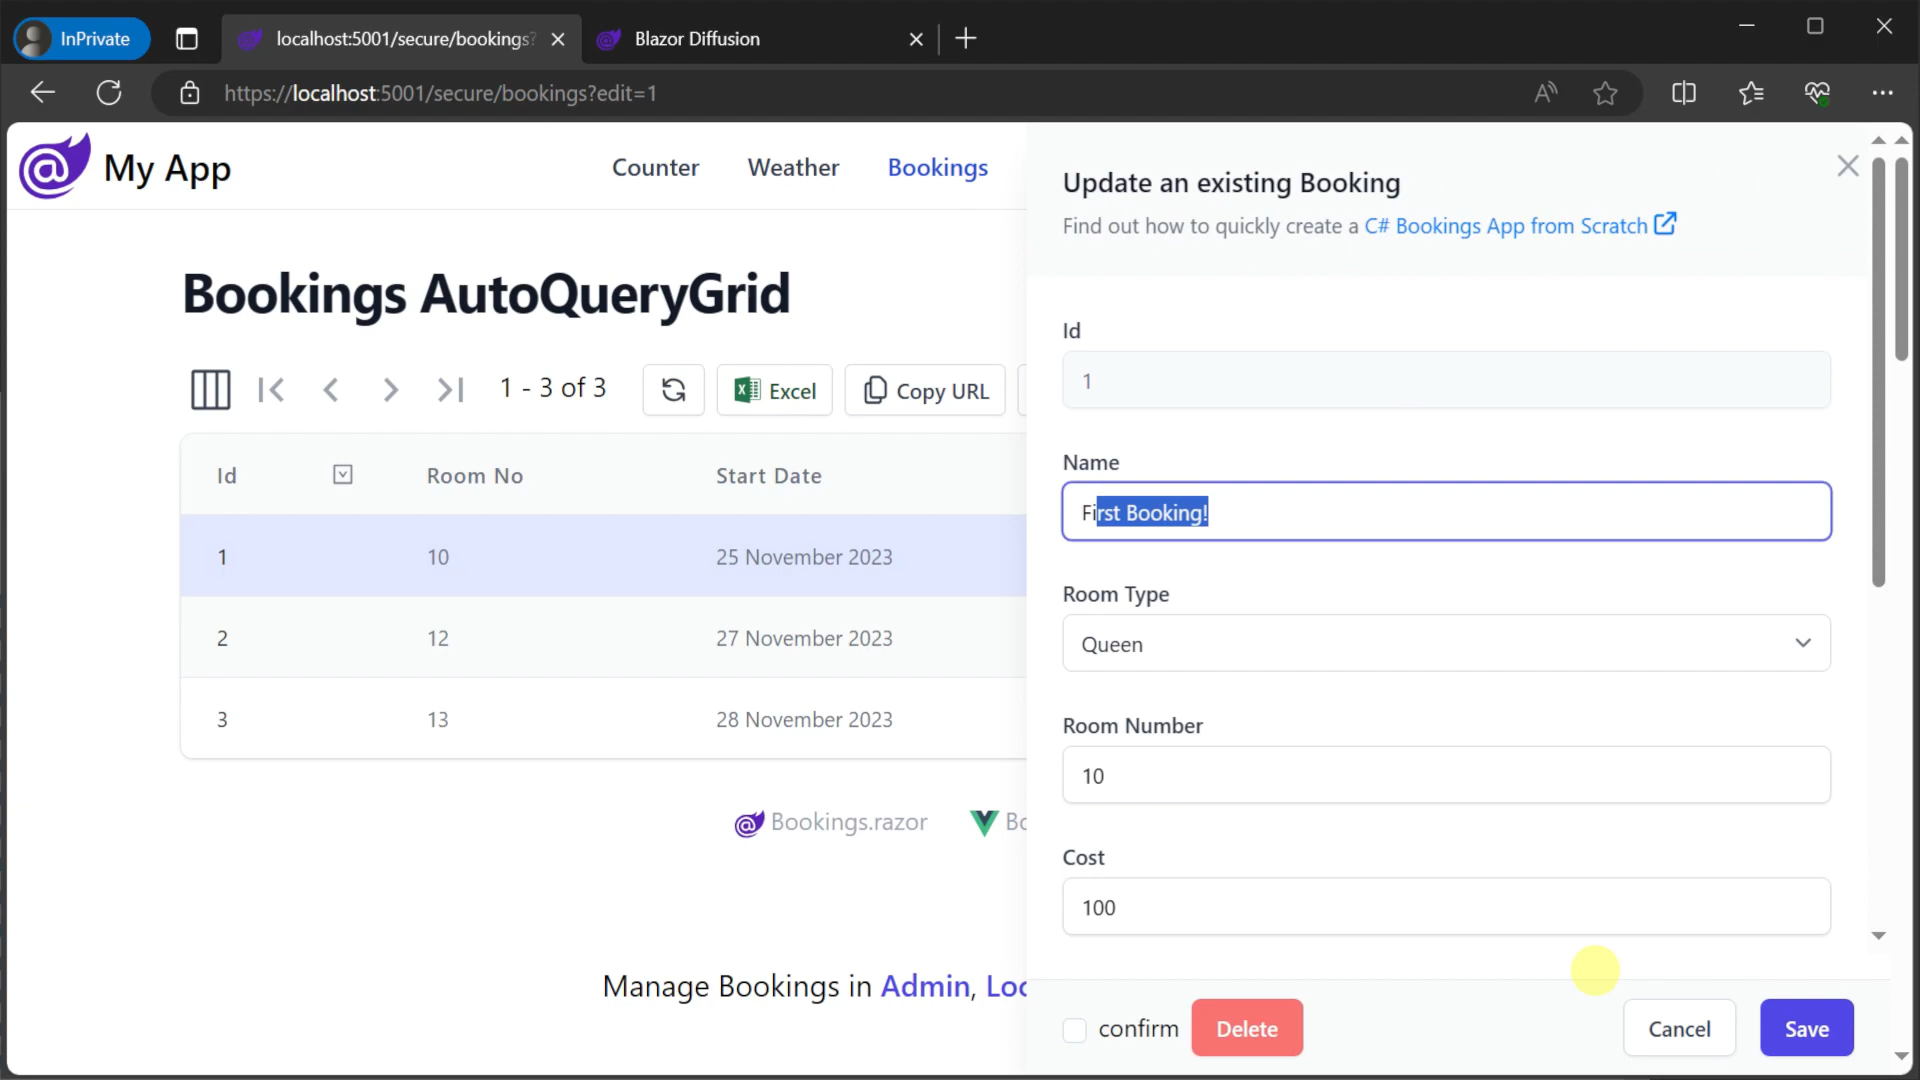 InPrivate
localhost:5001/secure/bookings?
Blazor Diffusion
https://localhost:5001/secure/bookings?edit=1
My App
Counter
Weather
Bookings
Bookings AutoQueryGrid
1 - 3 of 3
Excel
Copy URL
Id
Room No
Start Date
1
10
25 November 2023
2
12
27 November 2023
3
13
28 November 2023
Bookings.razor
Bo
Manage Bookings in Admin, Loc
Update an existing Booking
Find out how to quickly create a C# Bookings App from Scratch
Id
1
Name
First Booking!
Room Type
Queen
Room Number
10
Cost
100
confirm
Delete
Cancel
Save